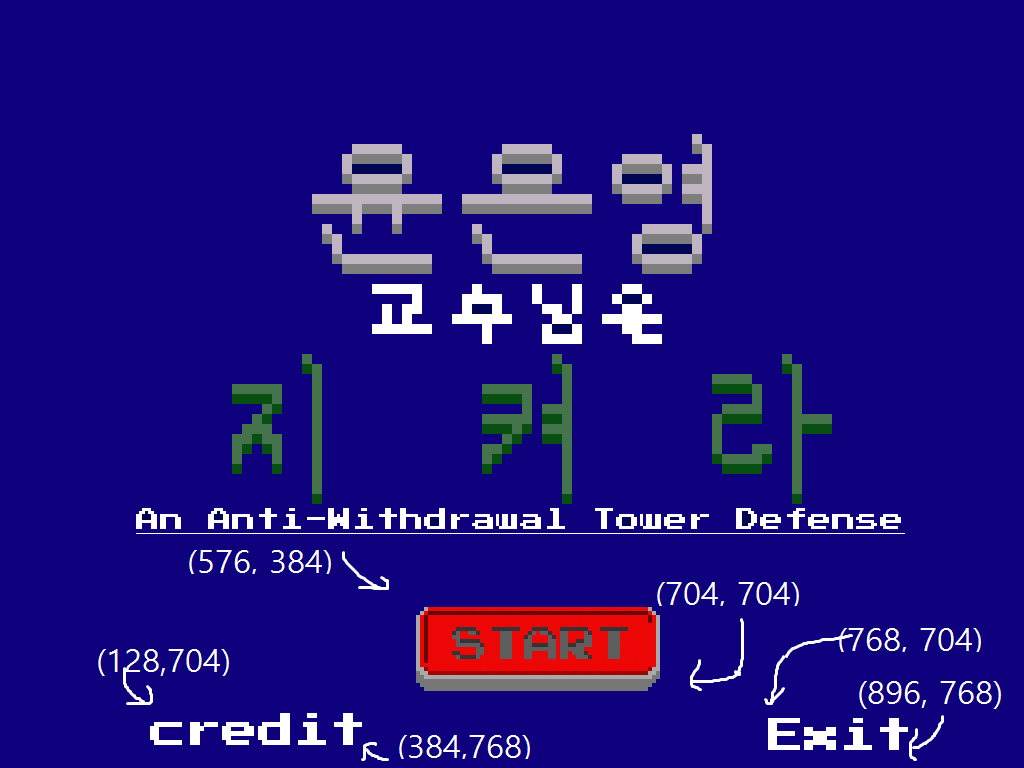 윤은영
교수님을
지켜라
An Anti-Withdrawal Tower Defense
(576, 384)
(704, 704)
START
(768, 704)
(128,704)
(896, 768)
credit
Exit
(384,768)